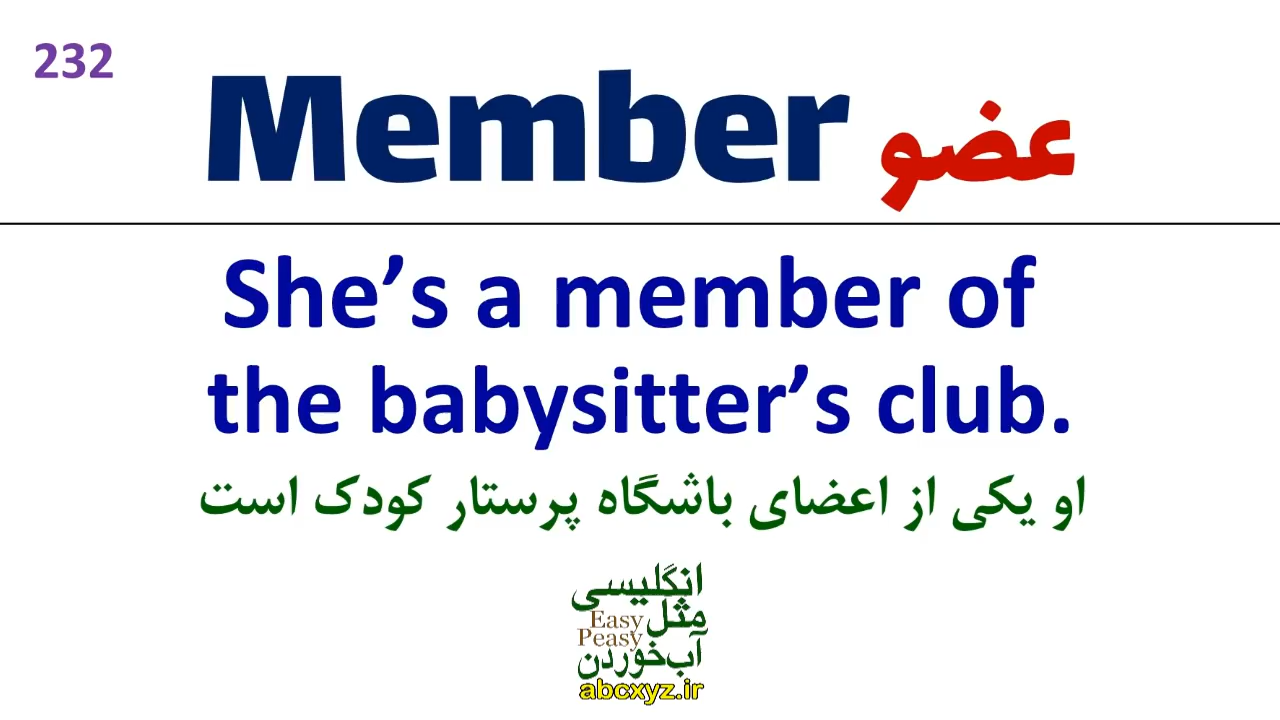 232
Member عضو
She’s a member of
the babysitter’s club.
او یکی از اعضای باشگاه پرستار کودک است
انگلیسی
مثل Easy
Peasy
آب‌خوردن
abcxyz.ir